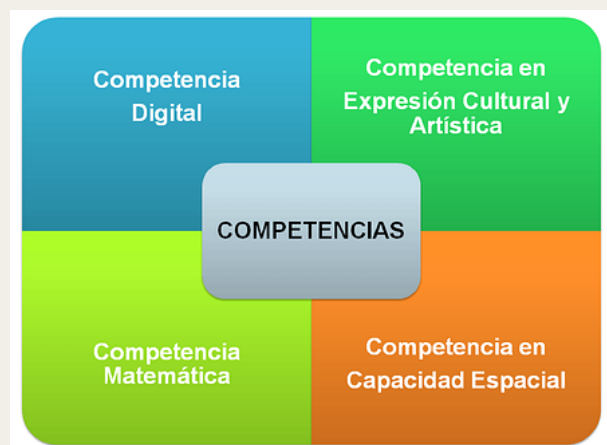 Competencia
Digital
Competencia en
Expresión Cultural y
Artística
COMPETENCIAS
Competencia
Matemática
Competencia en
Capacidad Espacial